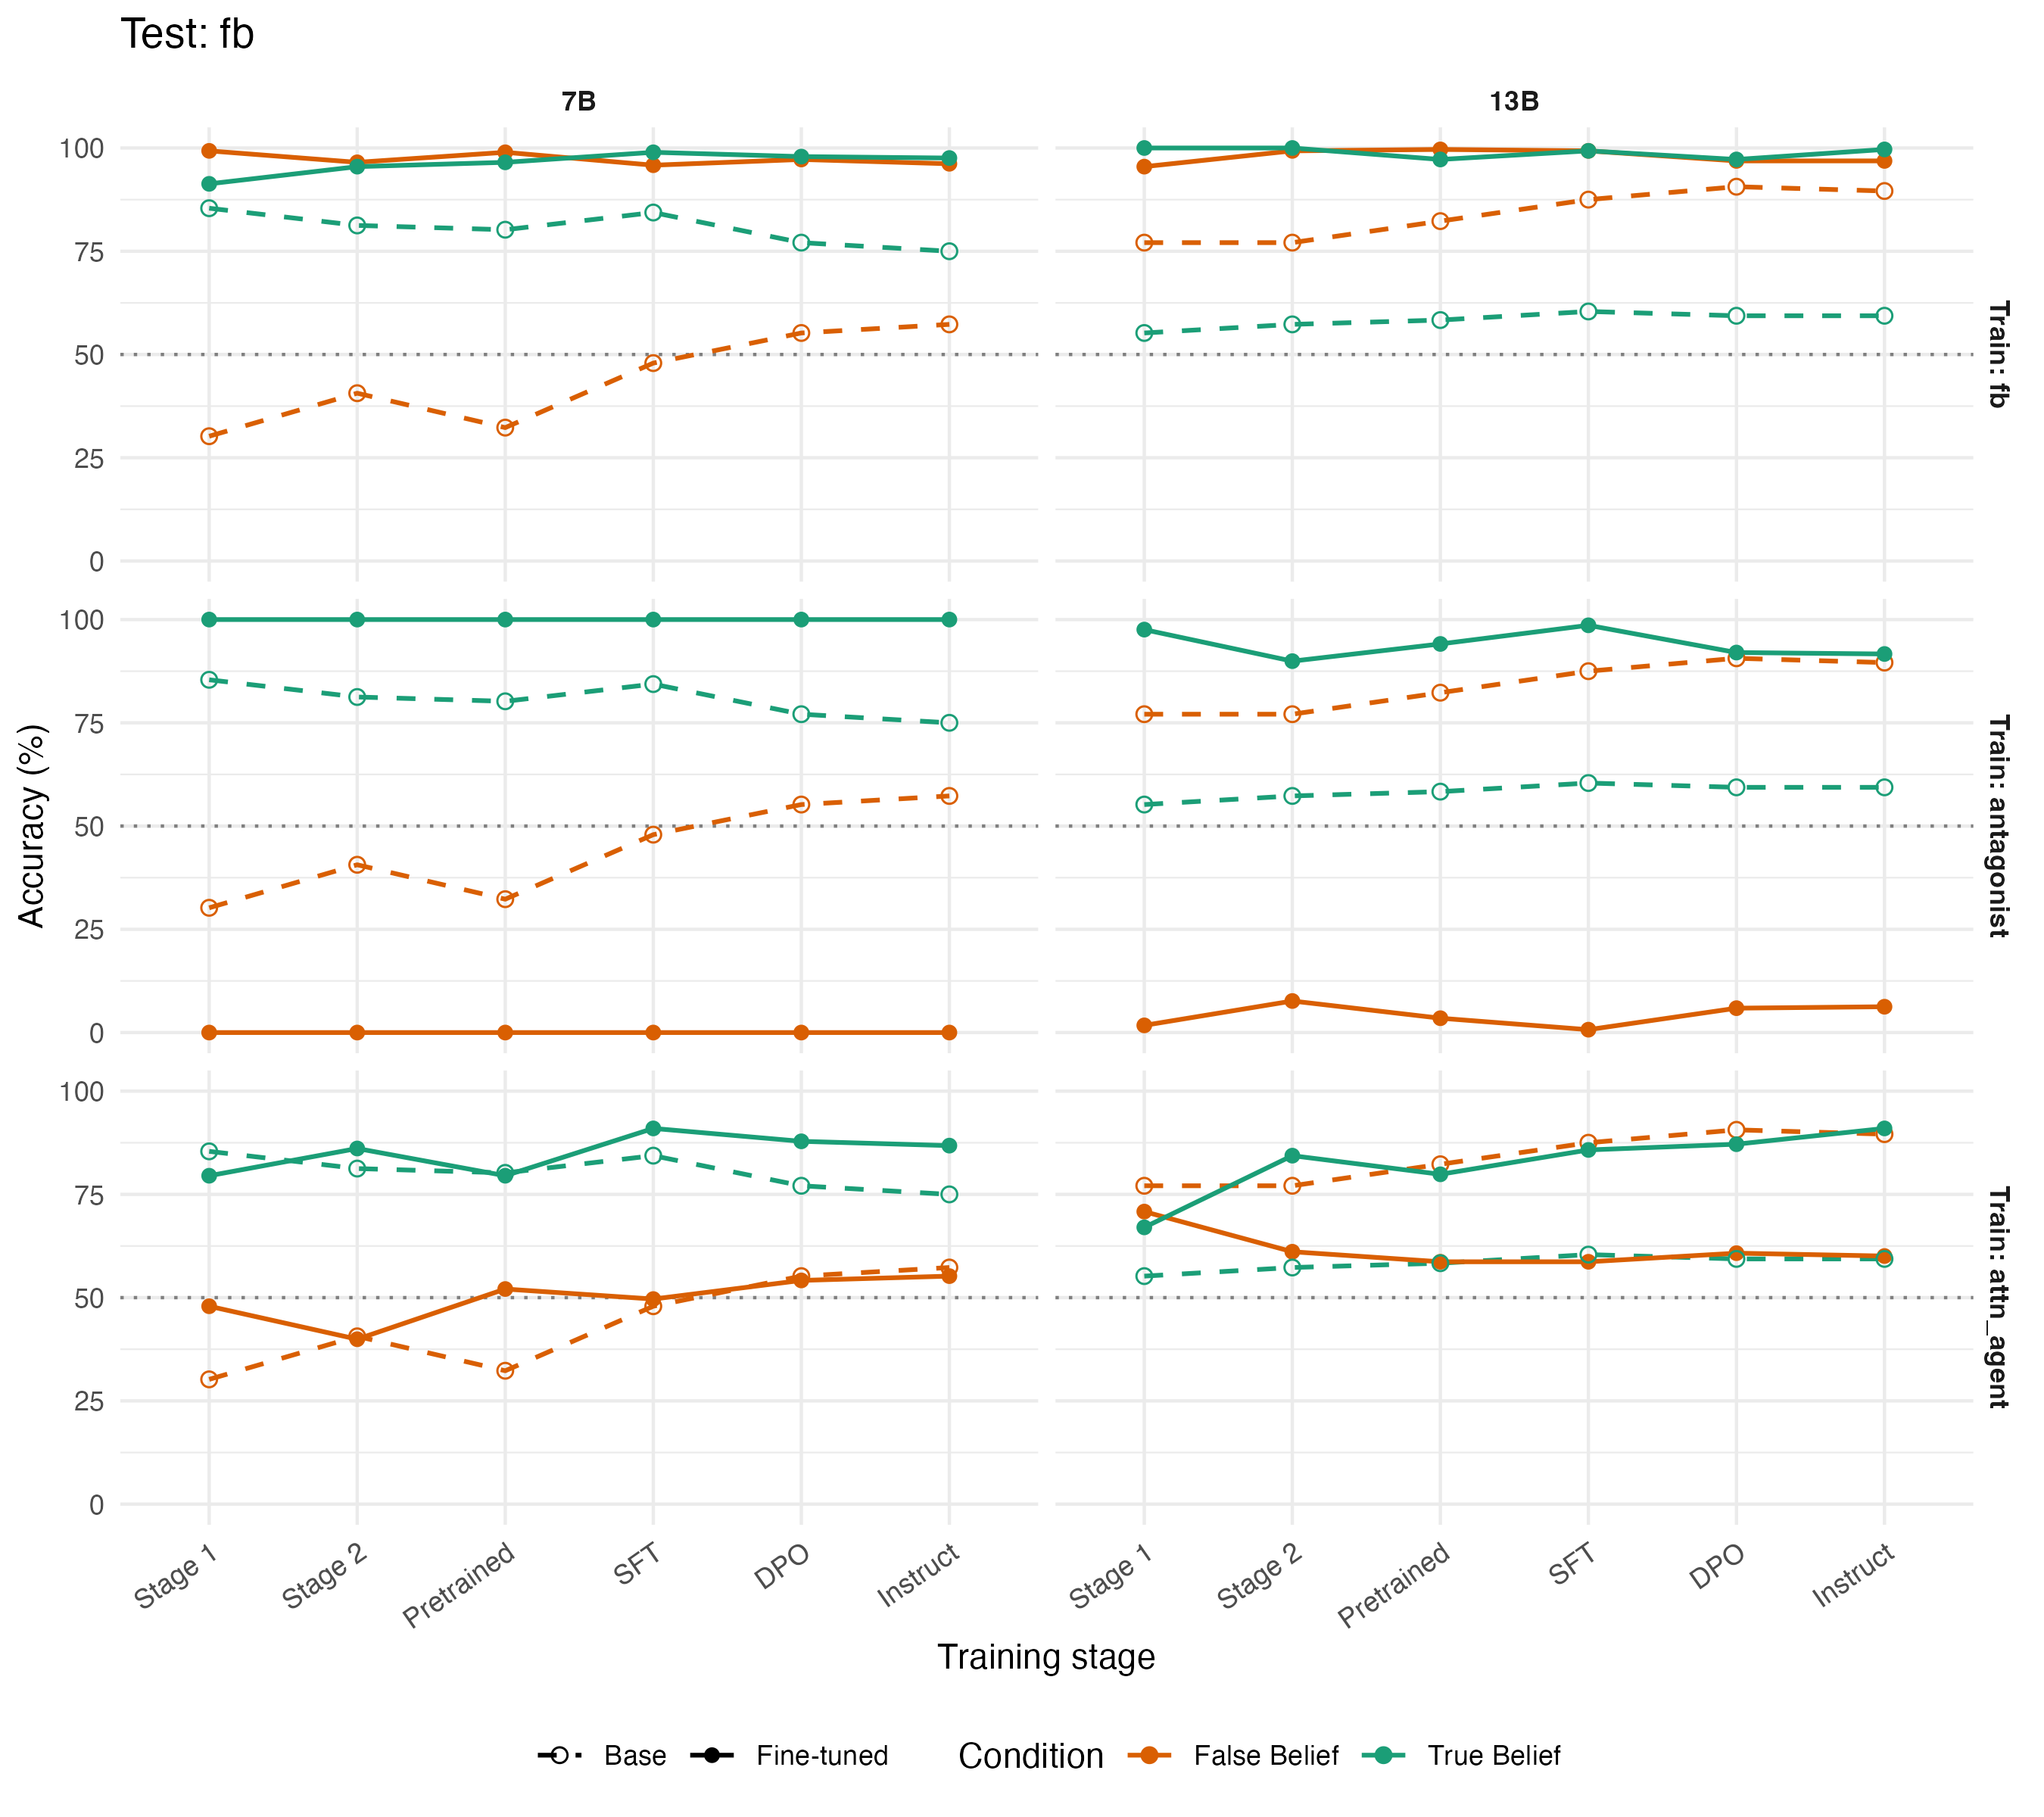 Test: fb
7B
13B
100
75
50
25
0
Train: fb
100
75
50
25
0
Train: antagonist
100
75
50
25
0
Train: attn_agent
Accuracy (%)
Stage 1
Stage 2
Pretrained
SFT
DPO
Instruct
Stage 1
Stage 2
Pretrained
SFT
DPO
Instruct
Training stage
Base
Fine-tuned
Condition
False Belief
True Belief